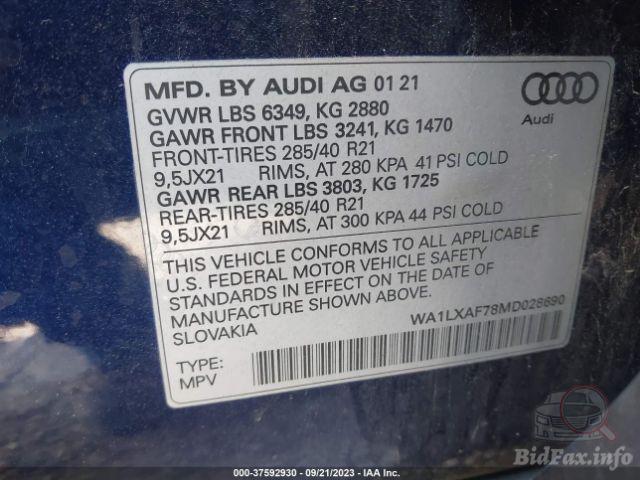 MFD. BY AUDI AG 01 21
GVWR LBS 6349, KG 2880
GAWR FRONT LBS 3241, KG 1470
FRONT-TIRES 285/40 R21
9,5JX21 RIMS, AT 280 KPA 41 PSI COLD
GAWR REAR LBS 3803, KG 1725
REAR-TIRES 285/40 R21
9,5JX21 RIMS, AT 300 KPA 44 PSI COLD
Audi
THIS VEHICLE CONFORMS TO ALL APPLICABLE
U.S. FEDERAL MOTOR VEHICLE SAFETY
STANDARDS IN EFFECT ON THE DATE OF
MANUFACTURE SHOWN ABOVE.
SLOVAKIA
WA1LXAF78MD028690
TYPE:
MPV
BidFax.info
000-37592930 - 09/21/2023 - IAA Inc.